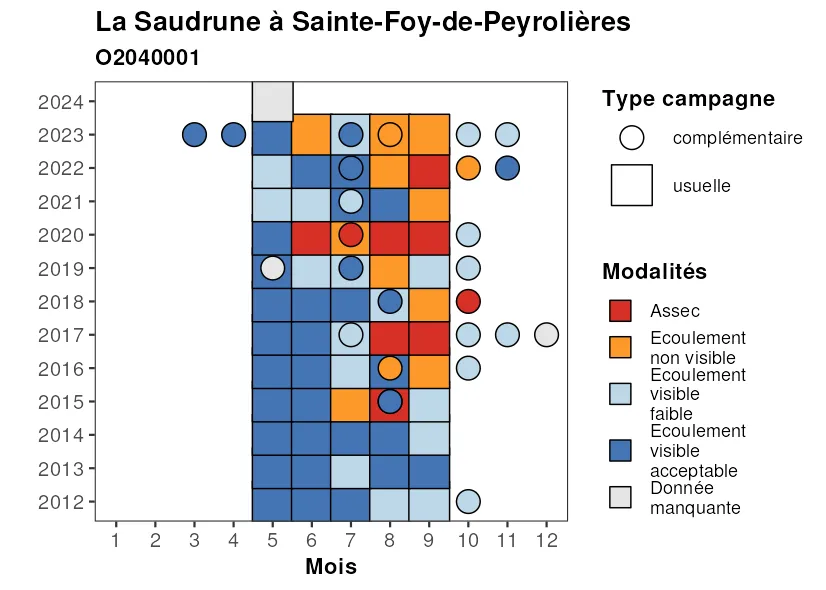 La Saudrune à Sainte-Foy-de-Peyrolières
O2040001
2024
2023
2022
2021
2020
2019
2018
2017
2016
2015
2014
2013
2012
1 2 3 4 5 6 7 8 9 10 11 12
Mois
Type campagne
complémentaire
usuelle
Modalités
Assec
Ecoulement
non visible
Ecoulement
visible
faible
Ecoulement
visible
acceptable
Donnée
manquante